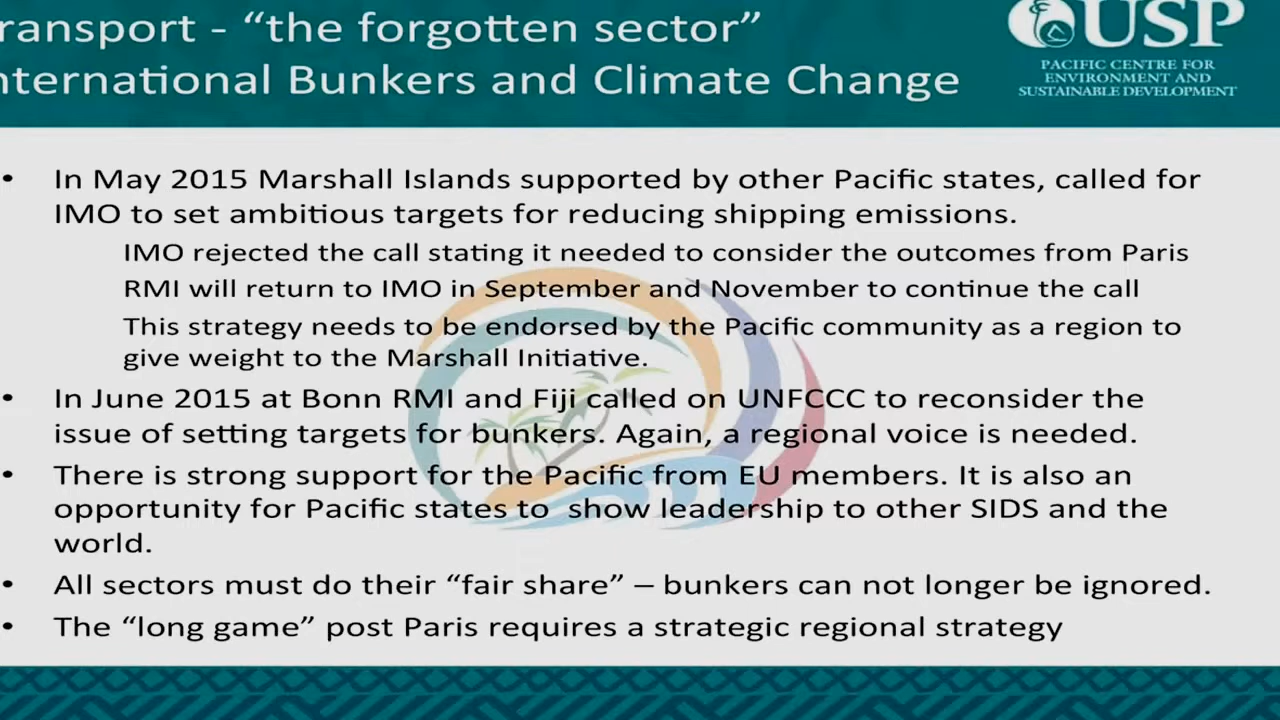 ransport - “the forgotten sector”
nternational Bunkers and Climate Change
USP
PACIFIC CENTRE FOR
ENVIRONMENT AND
SUSTAINABLE DEVELOPMENT
• In May 2015 Marshall Islands supported by other Pacific states, called for
IMO to set ambitious targets for reducing shipping emissions.
IMO rejected the call stating it needed to consider the outcomes from Paris
RMI will return to IMO in September and November to continue the call
This strategy needs to be endorsed by the Pacific community as a region to
give weight to the Marshall Initiative.
• In June 2015 at Bonn RMI and Fiji called on UNFCCC to reconsider the
issue of setting targets for bunkers. Again, a regional voice is needed.
• There is strong support for the Pacific from EU members. It is also an
opportunity for Pacific states to  show leadership to other SIDS and the
world.
• All sectors must do their “fair share” – bunkers can not longer be ignored.
• The “long game” post Paris requires a strategic regional strategy